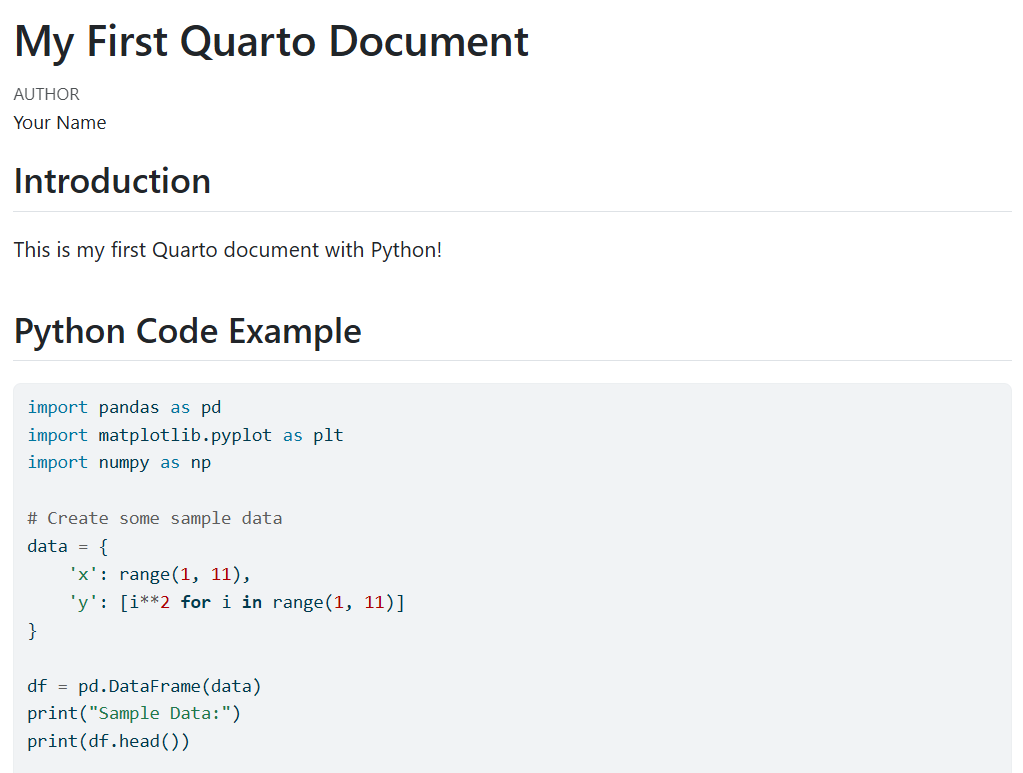 My First Quarto Document
AUTHOR
Your Name
Introduction
This is my first Quarto document with Python!
Python Code Example
import pandas as pd
import matplotlib.pyplot as plt
import numpy as np
# Create some sample data
data = {
    'x': range(1, 11),
    'y': [i**2 for i in range(1, 11)]
}
df = pd.DataFrame(data)
print("Sample Data:")
print(df.head())